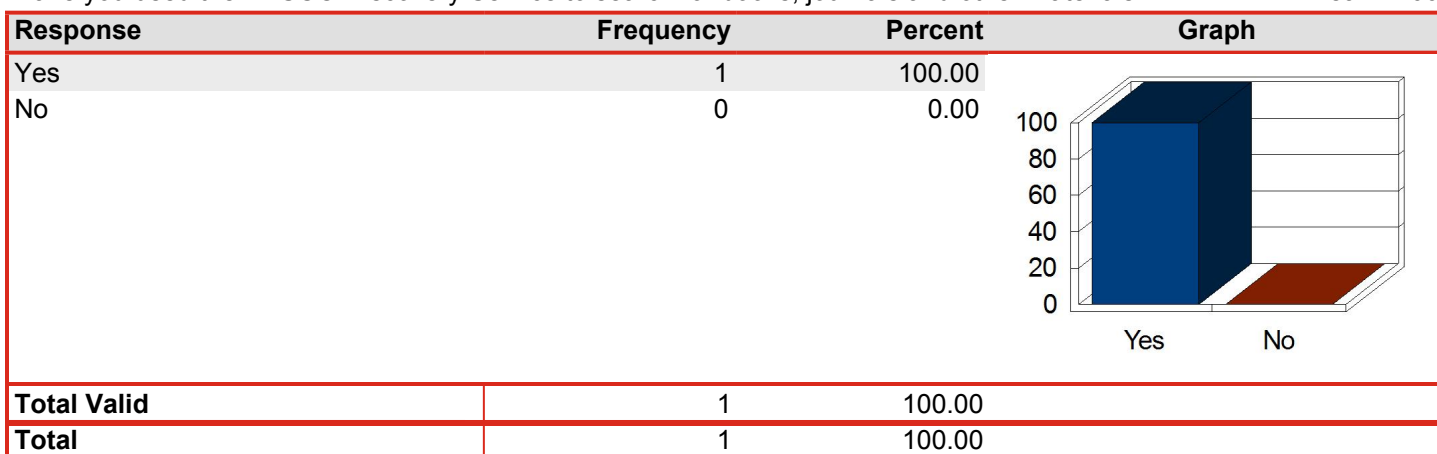 Response Frequency Percent Graph
Yes 1 100.00
No 0 0.00
100
80
60
40
20
0
Yes No
Total Valid 1 100.00
Total 1 100.00